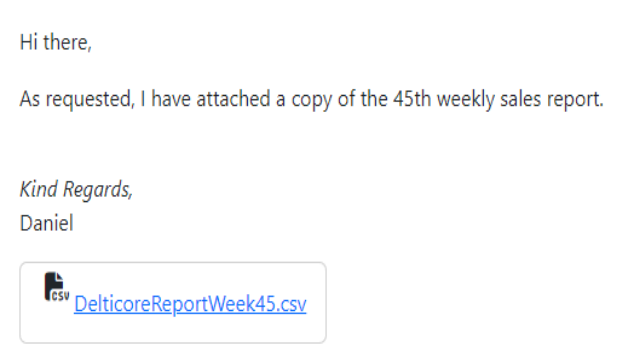 Hi there,
As requested, I have attached a copy of the 45th weekly sales report.
Kind Regards,
Daniel
CSV DelticoreReportWeek45.csv